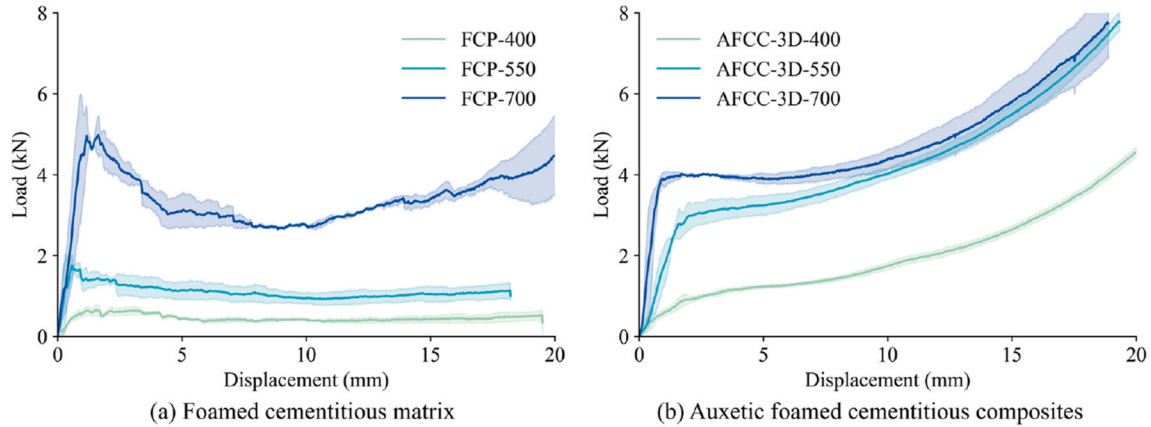 8
6
4
2
0
Load (kN)
FCP-400
FCP-550
FCP-700
0 5 10 15 20
Displacement (mm)
(a) Foamed cementitious matrix
8
6
4
2
0
Load (kN)
AFCC-3D-400
AFCC-3D-550
AFCC-3D-700
0 5 10 15 20
Displacement (mm)
(b) Auxetic foamed cementitious composites